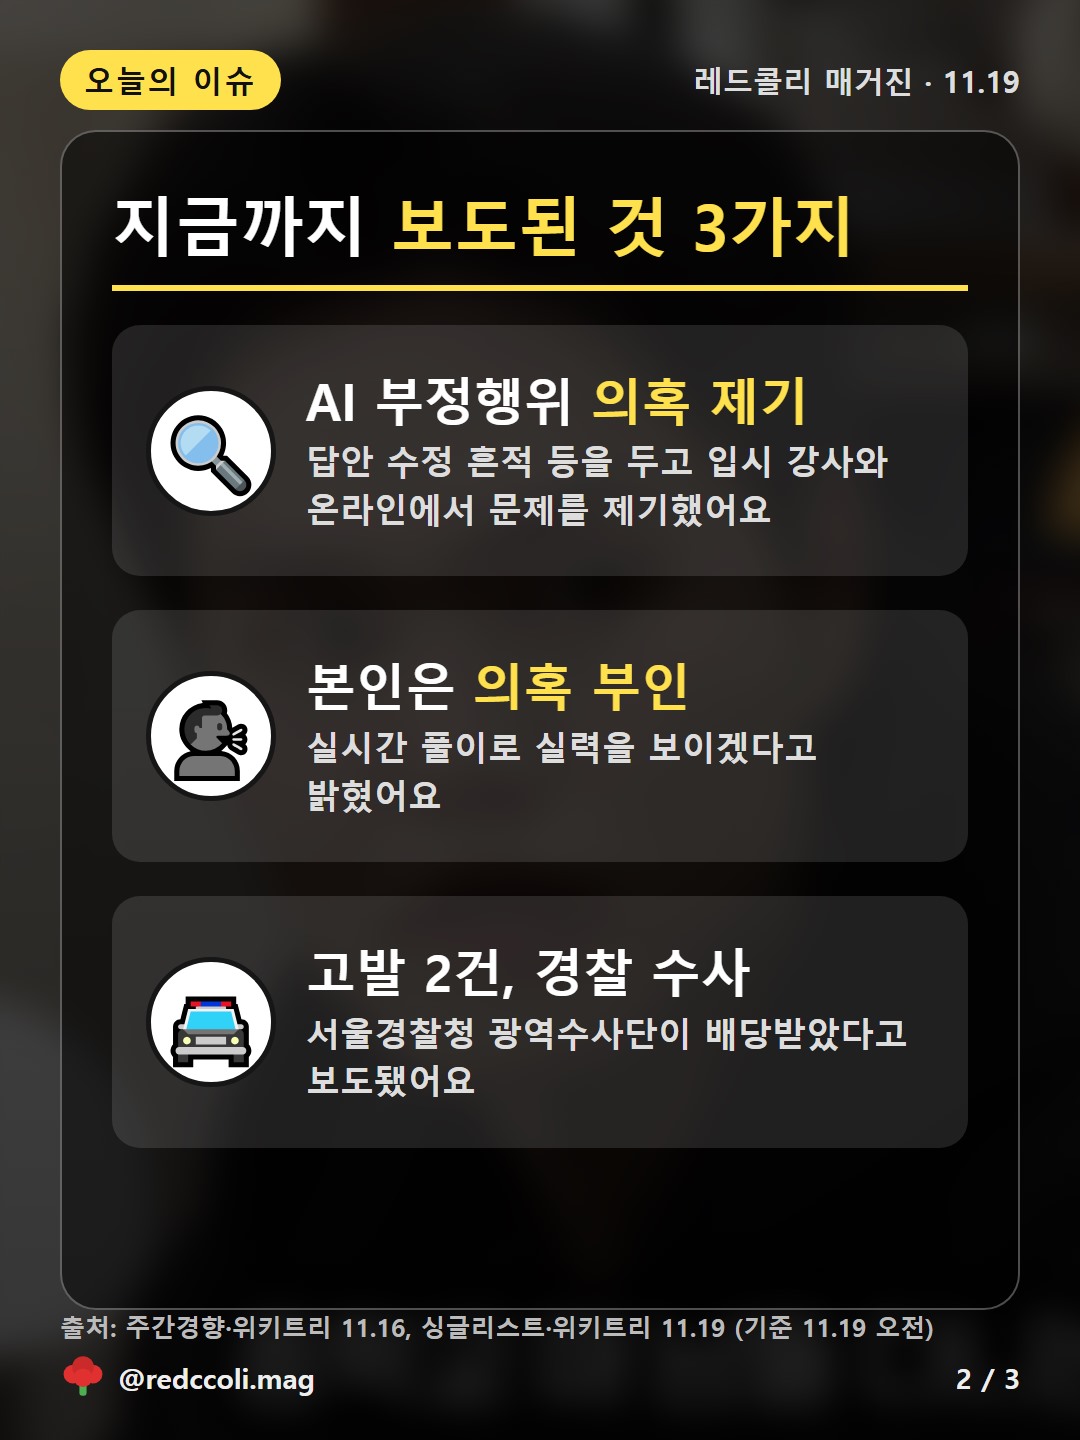 오늘의 이슈
레드콜리 매거진 · 11.19
지금까지 보도된 것 3가지
AI 부정행위 의혹 제기
답안 수정 흔적 등을 두고 입시 강사와
온라인에서 문제를 제기했어요
본인은 의혹 부인
실시간 풀이로 실력을 보이겠다고
밝혔어요
고발 2건, 경찰 수사
서울경찰청 광역수사단이 배당받았다고
보도됐어요
출처: 주간경향·위키트리 11.16, 싱글리스트·위키트리 11.19 (기준 11.19 오전)
@redccoli.mag
2 / 3